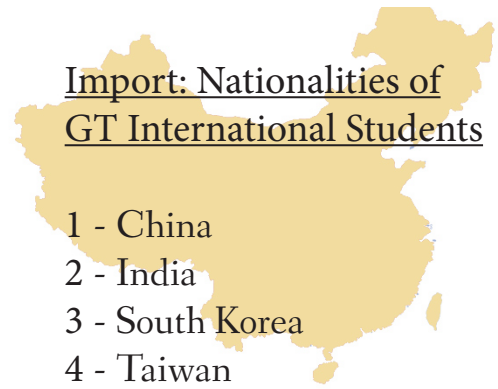 Import: Nationalities of
GT International Students
1 - China
2 - India
3 - South Korea
4 - Taiwan